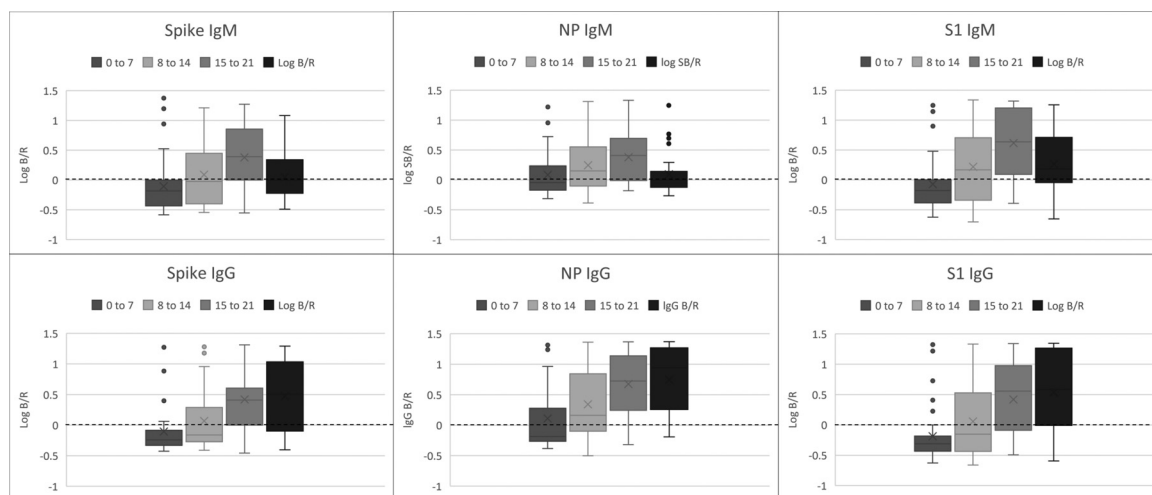 Spike IgM
0 to 7 8 to 14 15 to 21 Log B/R
Log B/R
1.5
1
0.5
0
-0.5
-1
NP IgM
0 to 7 8 to 14 15 to 21 log SB/R
log SB/R
1.5
1
0.5
0
-0.5
-1
S1 IgM
0 to 7 8 to 14 15 to 21 Log B/R
Log B/R
1.5
1
0.5
0
-0.5
-1
Spike IgG
0 to 7 8 to 14 15 to 21 Log B/R
Log B/R
1.5
1
0.5
0
-0.5
-1
NP IgG
0 to 7 8 to 14 15 to 21 IgG B/R
IgG B/R
1.5
1
0.5
0
-0.5
-1
S1 IgG
0 to 7 8 to 14 15 to 21 Log B/R
Log B/R
1.5
1
0.5
0
-0.5
-1